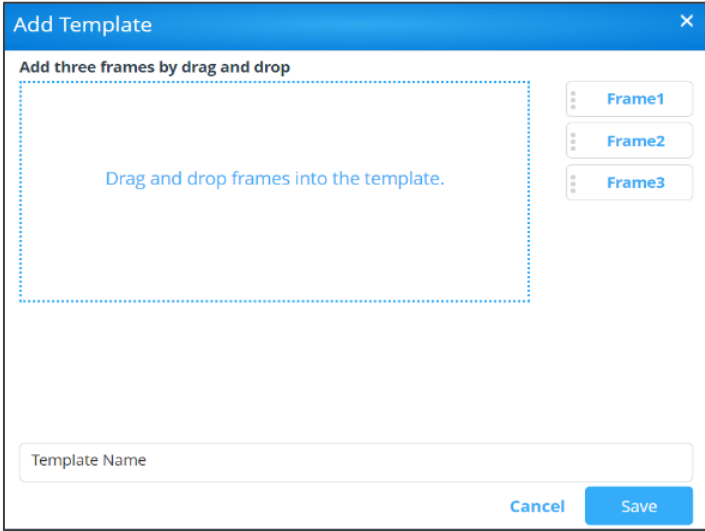 Add Template
Add three frames by drag and drop
Drag and drop frames into the template.
Frame1
Frame2
Frame3
Template Name
Cancel
Save